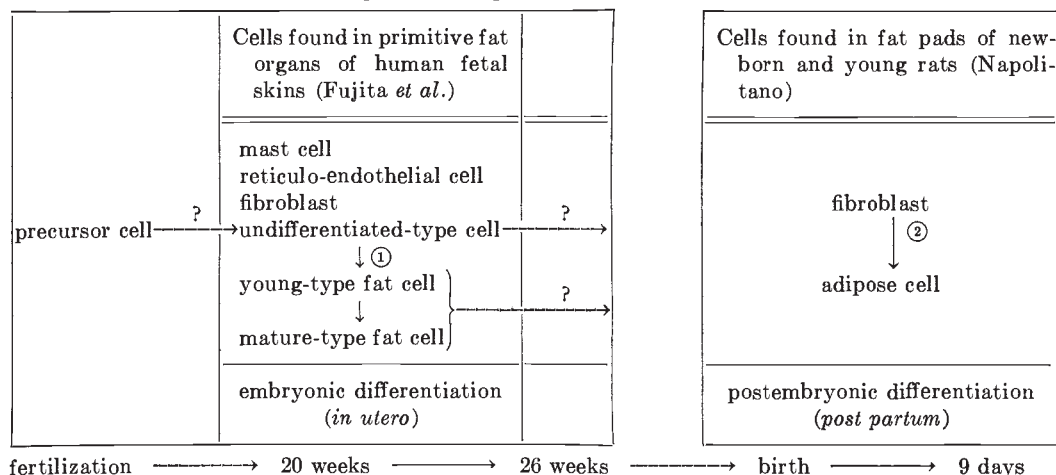 Cells found in primitive fat
organs of human fetal
skins (Fujita et al.)
Cells found in fat pads of new-
born and young rats (Napoli-
tano)
mast cell
reticulo-endothelial cell
fibroblast
precursor cell ? undifferentiated-type cell ?
①
young-type fat cell
?
mature-type fat cell
fibroblast
②
adipose cell
embryonic differentiation
(in utero)
postembryonic differentiation
(post partum)
fertilization 20 weeks 26 weeks birth 9 days